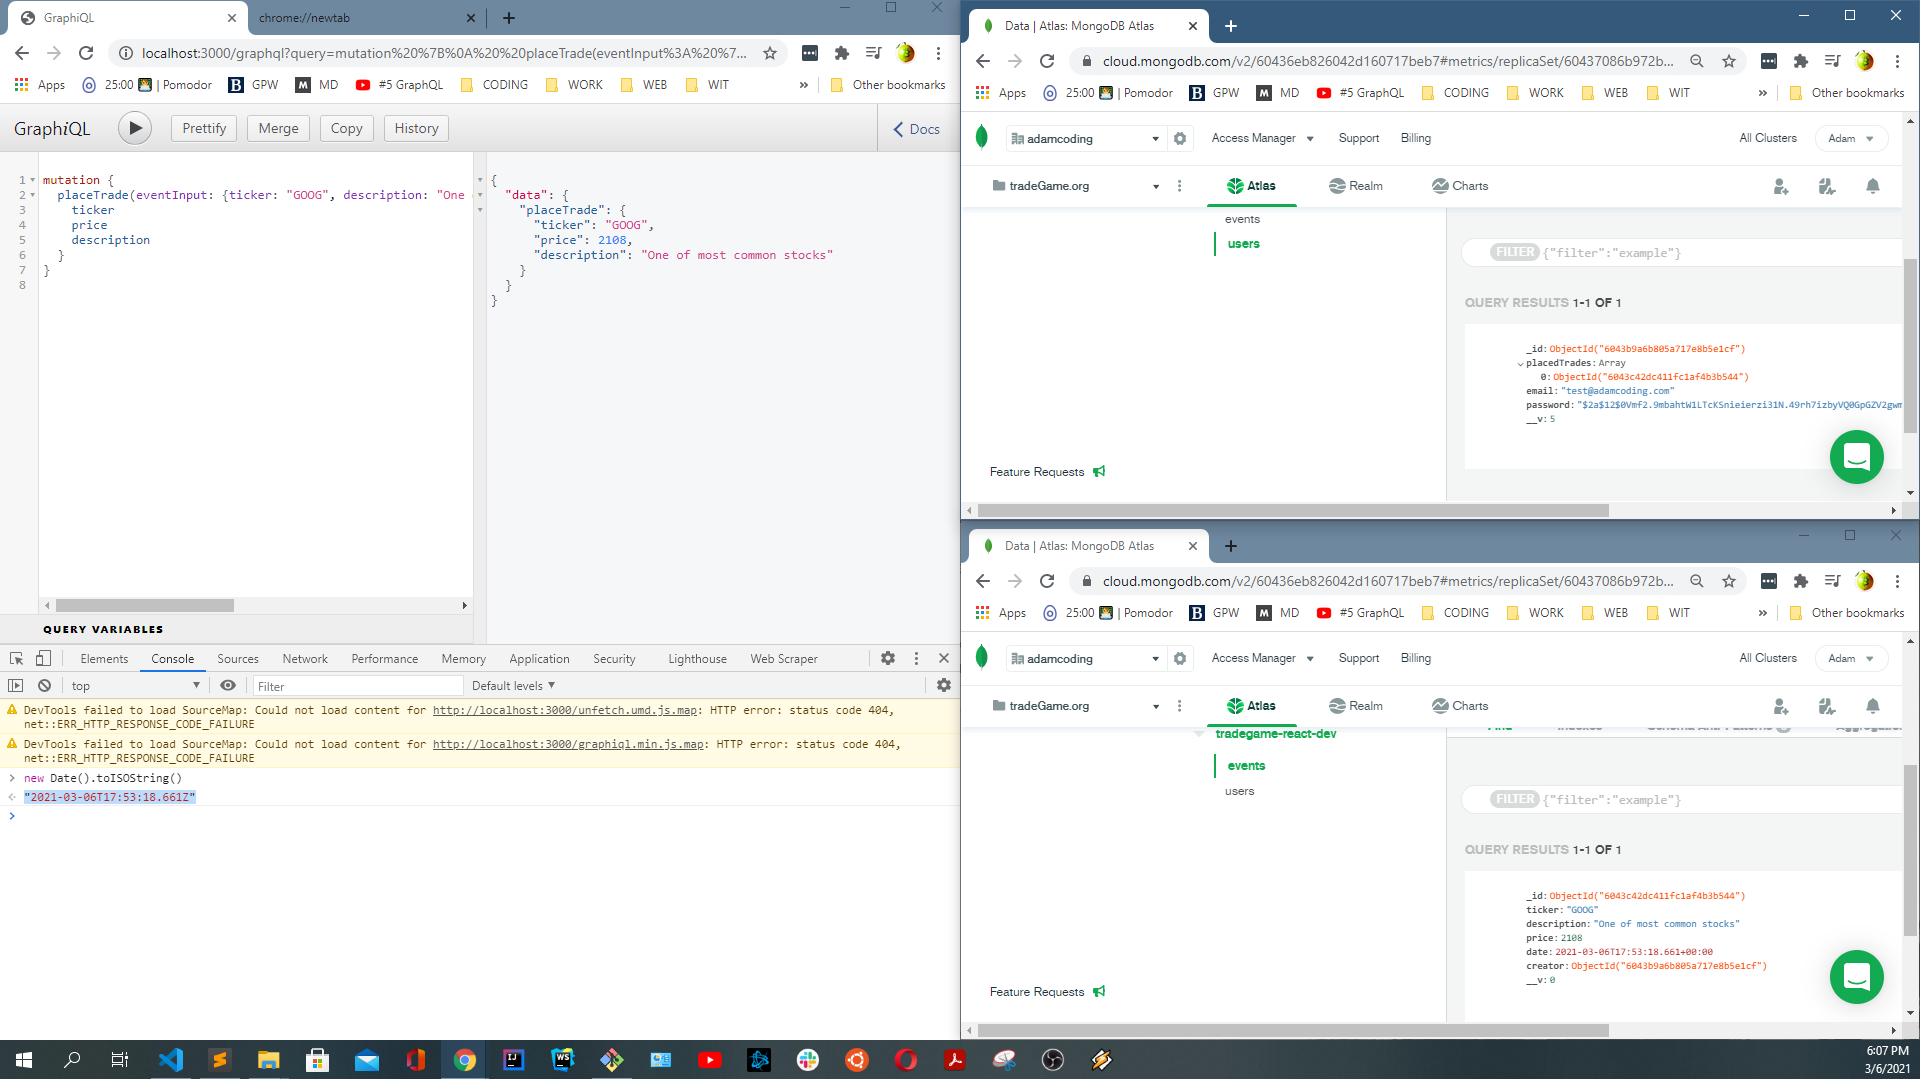 GraphiQL
chrome://newtab
localhost:3000/graphql?query=mutation%20%7B%0A%20%20placeTrade(eventInput%3A%20%7...
Apps
25:00 | Pomodor
GPW
MD
#5 GraphQL
CODING
WORK
WEB
WIT
»
Other bookmarks
GraphiQL
Prettify
Merge
Copy
History
Docs
1 mutation {
2 placeTrade(eventInput: {ticker: "GOOG", description: "One
3 ticker
4 price
5 description
6 }
7 }
8
{
"data": {
"placeTrade": {
"ticker": "GOOG",
"price": 2108,
"description": "One of most common stocks"
}
}
}
QUERY VARIABLES
Elements
Console
Sources
Network
Performance
Memory
Application
Security
Lighthouse
Web Scraper
top
Filter
Default levels
DevTools failed to load SourceMap: Could not load content for http://localhost:3000/unfetch.umd.js.map: HTTP error: status code 404,
net::ERR_HTTP_RESPONSE_CODE_FAILURE
DevTools failed to load SourceMap: Could not load content for http://localhost:3000/graphiql.min.js.map: HTTP error: status code 404,
net::ERR_HTTP_RESPONSE_CODE_FAILURE
new Date().toISOString()
"2021-03-06T17:53:18.661Z"
Data | Atlas: MongoDB Atlas
cloud.mongodb.com/v2/60436eb826042d160717beb7#metrics/replicaSet/60437086b972b...
Apps
25:00 | Pomodor
GPW
MD
#5 GraphQL
CODING
WORK
WEB
WIT
»
Other bookmarks
adamcoding
Access Manager
Support
Billing
All Clusters
Adam
tradeGame.org
Atlas
Realm
Charts
events
users
FILTER {"filter":"example"}
QUERY RESULTS 1-1 OF 1
_id: ObjectId("6043b9a6b805a717e8b5e1cf")
placedTrades: Array
0: ObjectId("6043c42dc411fc1af4b3b544")
email: "test@adamcoding.com"
password: "$2a$12$0Vmf2.9mbahtW1LTcKSnieierzi31N.49rh7izbyVQ0GpGZV2gwm
__v: 5
Feature Requests
Data | Atlas: MongoDB Atlas
cloud.mongodb.com/v2/60436eb826042d160717beb7#metrics/replicaSet/60437086b972b...
Apps
25:00 | Pomodor
GPW
MD
#5 GraphQL
CODING
WORK
WEB
WIT
»
Other bookmarks
adamcoding
Access Manager
Support
Billing
All Clusters
Adam
tradeGame.org
Atlas
Realm
Charts
tradegame-react-dev
events
users
FILTER {"filter":"example"}
QUERY RESULTS 1-1 OF 1
_id: ObjectId("6043c42dc411fc1af4b3b544")
ticker: "GOOG"
description: "One of most common stocks"
price: 2108
date: 2021-03-06T17:53:18.661+00:00
creator: ObjectId("6043b9a6b805a717e8b5e1cf")
__v: 0
Feature Requests
6:07 PM
3/6/2021